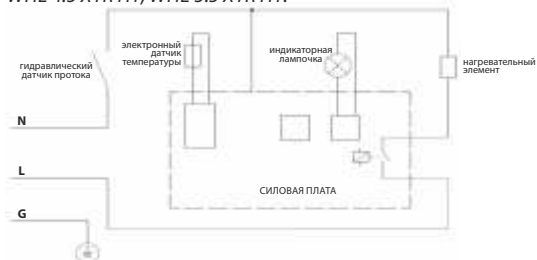 гидравлический
датчик протока
электронный
датчик
температуры
индикаторная
лампочка
нагревательный
элемент
N
L
G
СИЛОВАЯ ПЛАТА